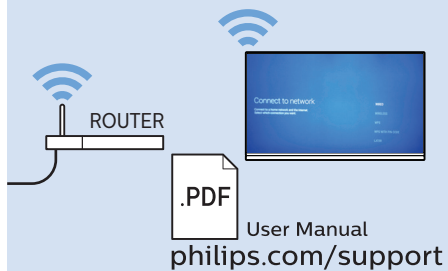 Connect to network
ROUTER
.PDF
User Manual
philips.com/support